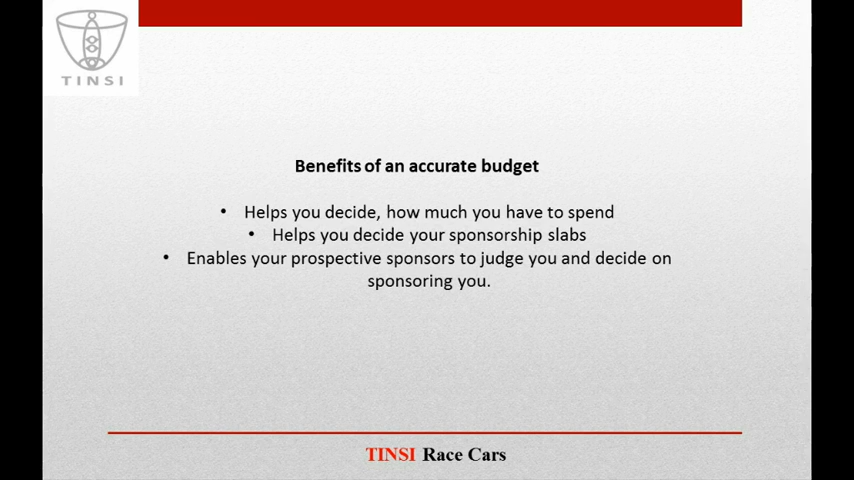 TINSI
Benefits of an accurate budget
• Helps you decide, how much you have to spend
• Helps you decide your sponsorship slabs
• Enables your prospective sponsors to judge you and decide on
sponsoring you.
TINSI Race Cars